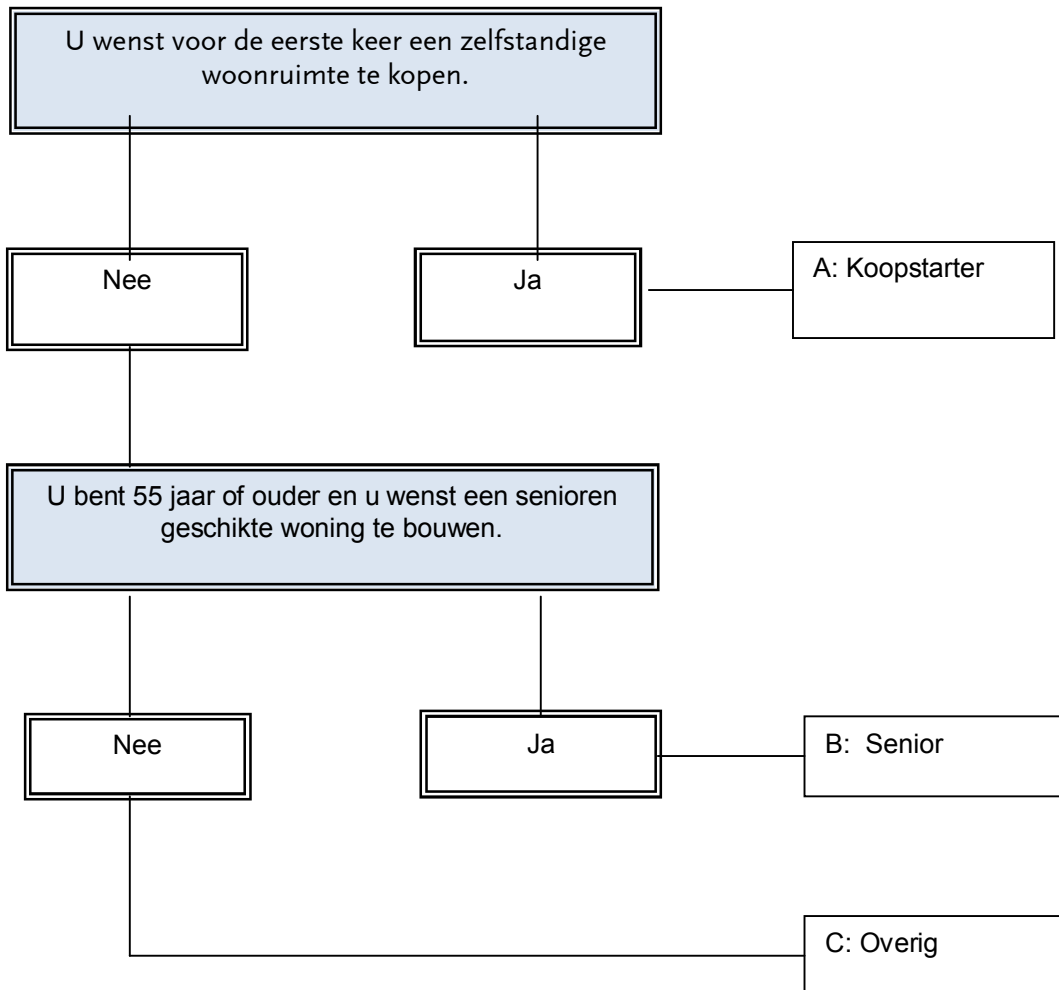 U wenst voor de eerste keer een zelfstandige
woonruimte te kopen.
Nee
Ja
A: Koopstarter
U bent 55 jaar of ouder en u wenst een senioren
geschikte woning te bouwen.
Nee
Ja
B: Senior
C: Overig